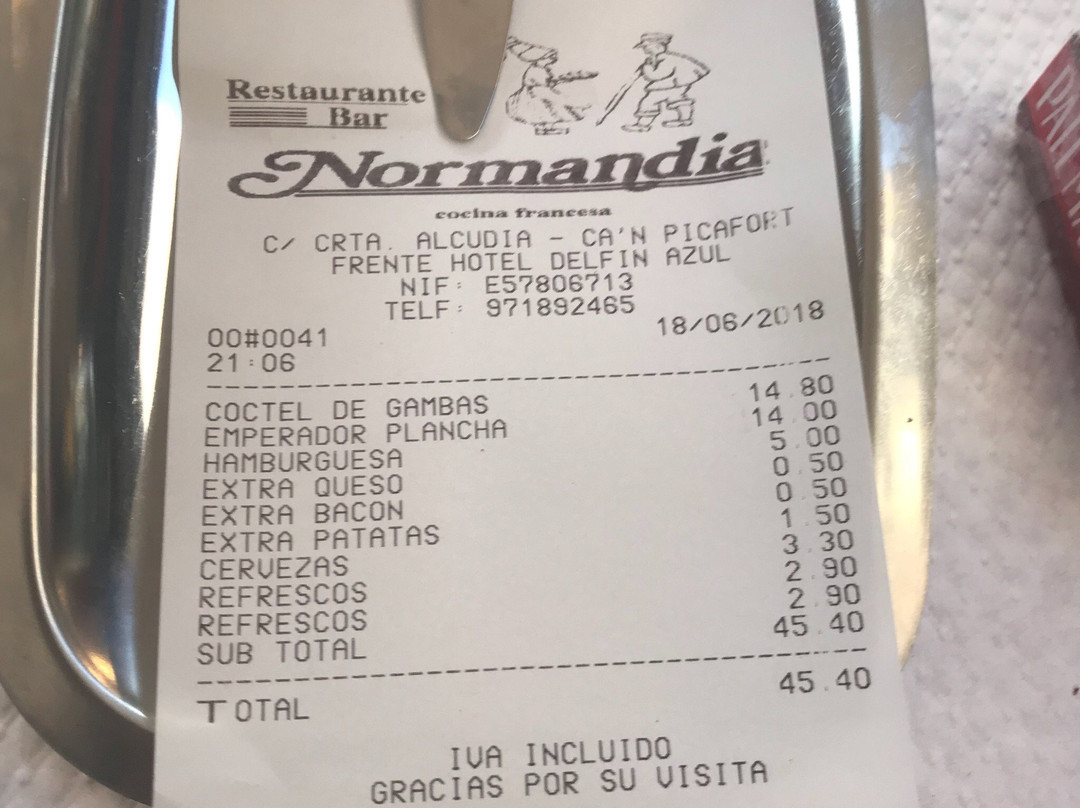 Restaurante
Bar
Normandia
cocina francesa
C/ CRTA. ALCUDIA - CA'N PICAFORT
FRENTE HOTEL DELFIN AZUL
NIF: E57806713
TELF: 971892465
00#0041 18/06/2018
21:06
COCTEL DE GAMBAS 14.80
EMPERADOR PLANCHA 14.00
HAMBURGUESA 5.00
EXTRA QUESO 0.50
EXTRA BACON 0.50
EXTRA PATATAS 1.50
CERVEZAS 3.30
REFRESCOS 2.90
REFRESCOS 2.90
SUB TOTAL 45.40
TOTAL 45.40
IVA INCLUIDO
GRACIAS POR SU VISITA